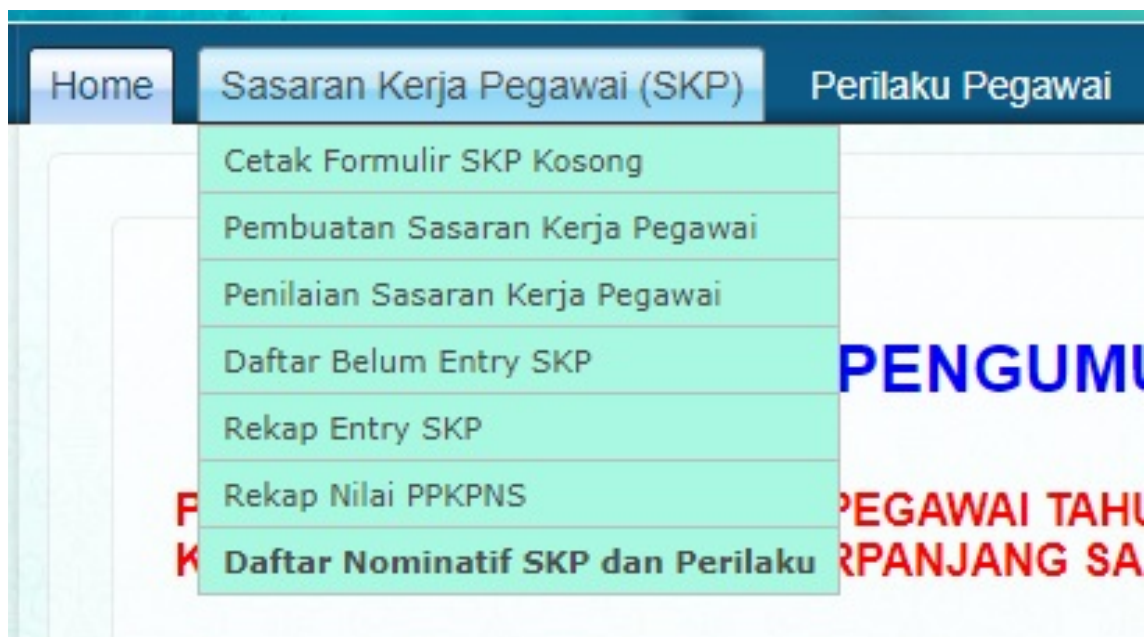 Home Sasaran Kerja Pegawai (SKP) Perilaku Pegawai
Cetak Formulir SKP Kosong
Pembuatan Sasaran Kerja Pegawai
Penilaian Sasaran Kerja Pegawai
Daftar Belum Entry SKP
Rekap Entry SKP
Rekap Nilai PPKPNS
Daftar Nominatif SKP dan Perilaku
PENGUMU
PEGAWAI TAHU
RPANJANG SA